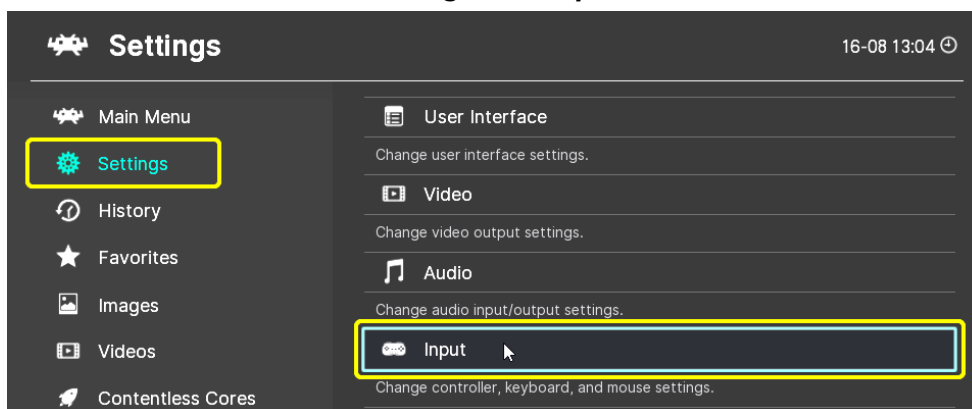 Settings
16-08 13:04
Main Menu
Settings
History
Favorites
Images
Videos
Contentless Cores
User Interface
Change user interface settings.
Video
Change video output settings.
Audio
Change audio input/output settings.
Input
Change controller, keyboard, and mouse settings.